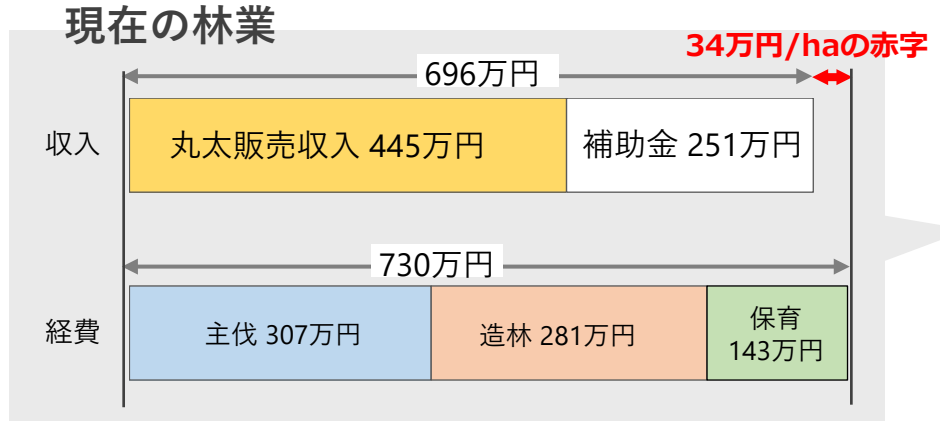 現在の林業
34万円/haの赤字
696万円
収入
丸太販売収入 445万円
補助金 251万円
730万円
経費
主伐 307万円
造林 281万円
保育
143万円